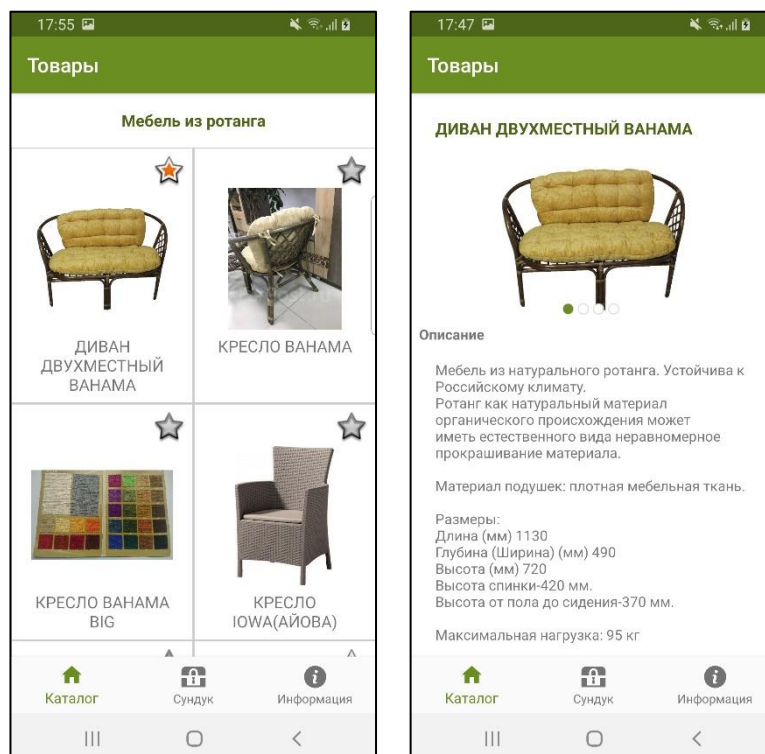 17:55
Товары
Мебель из ротанга
ДИВАН
ДВУХМЕСТНЫЙ
BAHAMA
КРЕСЛО BAHAMA
КРЕСЛО BAHAMA
BIG
КРЕСЛО
IOWA(АЙОВА)
Каталог
Сундук
Информация
17:47
Товары
ДИВАН ДВУХМЕСТНЫЙ BAHAMA
Описание
Мебель из натурального ротанга. Устойчива к
Российскому климату.
Ротанг как натуральный материал
органического происхождения может
иметь естественного вида неравномерное
прокрашивание материала.
Материал подушек: плотная мебельная ткань.
Размеры:
Длина (мм) 1130
Глубина (Ширина) (мм) 490
Высота (мм) 720
Высота спинки-420 мм.
Высота от пола до сидения-370 мм.
Максимальная нагрузка: 95 кг
Каталог
Сундук
Информация